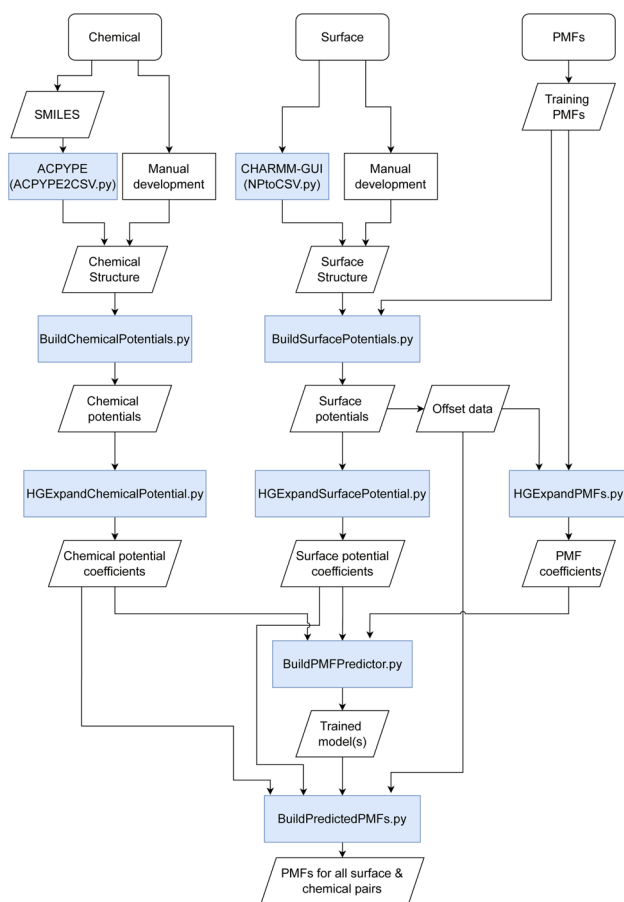 Chemical
Surface
PMFs
SMILES
Training
PMFs
ACPYPE
(ACPYPE2CSV.py)
Manual
development
CHARMM-GUI
(NPtoCSV.py)
Manual
development
Chemical
Structure
Surface
Structure
BuildChemicalPotentials.py
BuildSurfacePotentials.py
Chemical
potentials
Surface
potentials
Offset data
HGExpandChemicalPotential.py
HGExpandSurfacePotential.py
HGExpandPMFs.py
Chemical potential
coefficients
Surface potential
coefficients
PMF
coefficients
BuildPMFPredictor.py
Trained
model(s)
BuildPredictedPMFs.py
PMFs for all surface &
chemical pairs